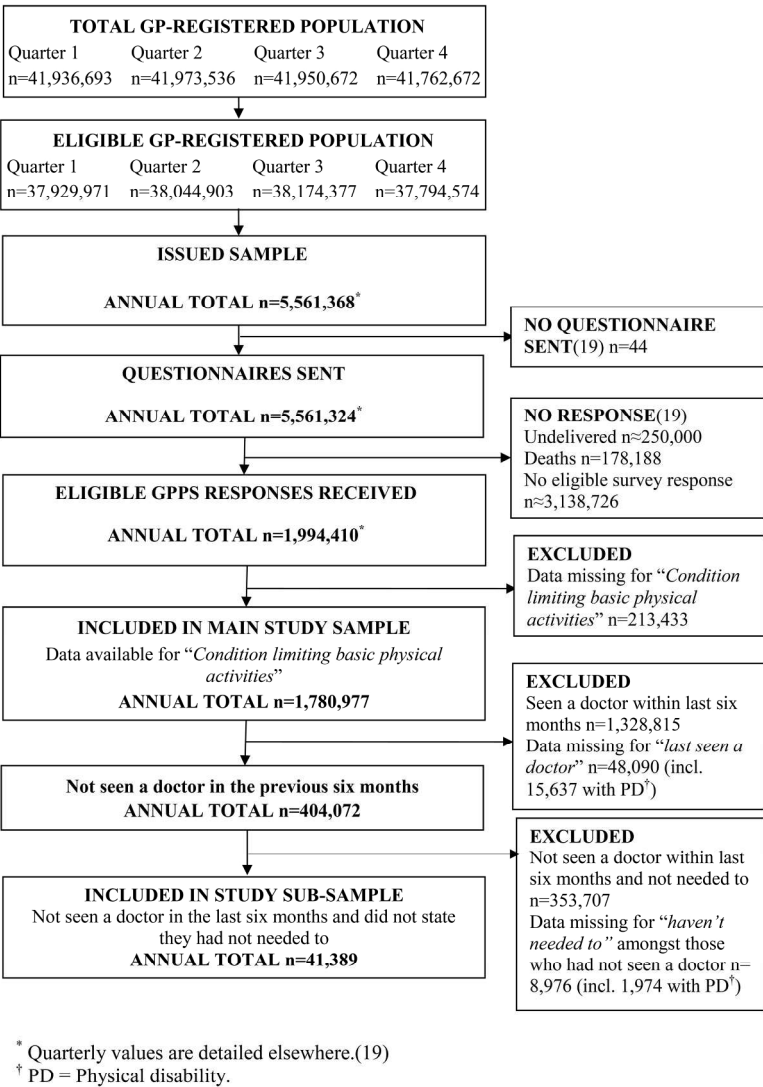 TOTAL GP-REGISTERED POPULATION
Quarter 1 Quarter 2 Quarter 3 Quarter 4
n=41,936,693 n=41,973,536 n=41,950,672 n=41,762,672
ELIGIBLE GP-REGISTERED POPULATION
Quarter 1 Quarter 2 Quarter 3 Quarter 4
n=37,929,971 n=38,044,903 n=38,174,377 n=37,794,574
ISSUED SAMPLE
ANNUAL TOTAL n=5,561,368*
NO QUESTIONNAIRE
SENT(19) n=44
QUESTIONNAIRES SENT
ANNUAL TOTAL n=5,561,324*
NO RESPONSE(19)
Undelivered n≈250,000
Deaths n=178,188
No eligible survey response
n≈3,138,726
ELIGIBLE GPPS RESPONSES RECEIVED
ANNUAL TOTAL n=1,994,410*
EXCLUDED
Data missing for “Condition
limiting basic physical
activities” n=213,433
INCLUDED IN MAIN STUDY SAMPLE
Data available for “Condition limiting basic physical
activities”
ANNUAL TOTAL n=1,780,977
EXCLUDED
Seen a doctor within last six
months n=1,328,815
Data missing for “last seen a
doctor” n=48,090 (incl.
15,637 with PD†)
Not seen a doctor in the previous six months
ANNUAL TOTAL n=404,072
EXCLUDED
Not seen a doctor within last
six months and not needed to
n=353,707
Data missing for “haven’t
needed to” amongst those
who had not seen a doctor n=
8,976 (incl. 1,974 with PD†)
INCLUDED IN STUDY SUB-SAMPLE
Not seen a doctor in the last six months and did not state
they had not needed to
ANNUAL TOTAL n=41,389
* Quarterly values are detailed elsewhere.(19)
† PD = Physical disability.